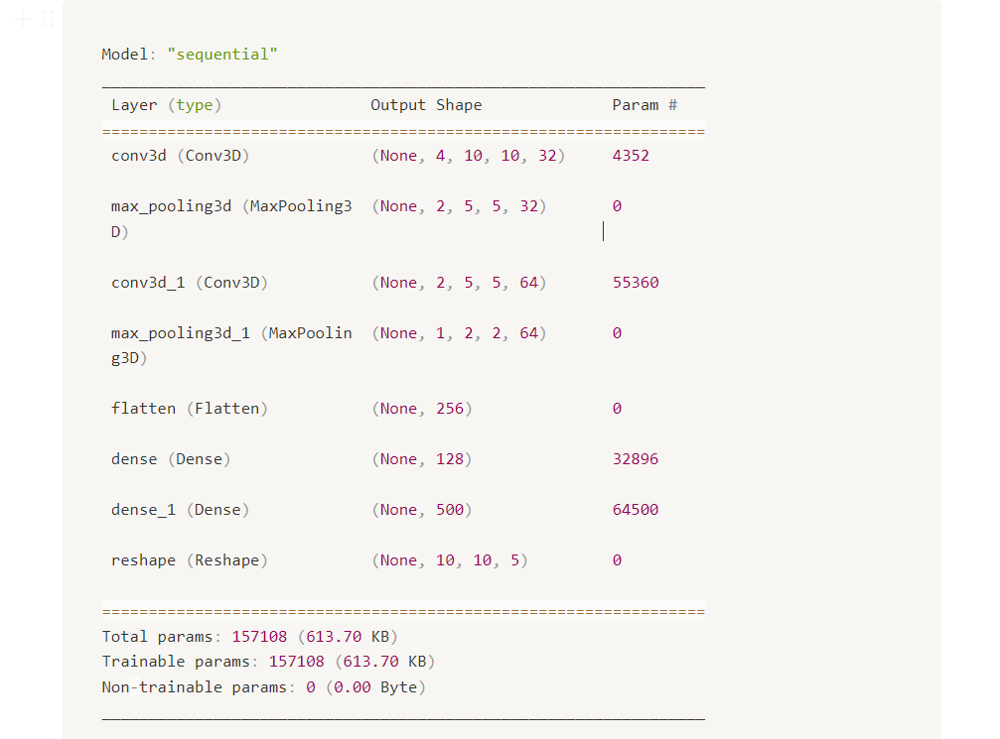 Model: "sequential"
_________________________________________________________________
Layer (type) Output Shape Param #
=================================================================
conv3d (Conv3D) (None, 4, 10, 10, 32) 4352
max_pooling3d (MaxPooling3 (None, 2, 5, 5, 32) 0
D)
conv3d_1 (Conv3D) (None, 2, 5, 5, 64) 55360
max_pooling3d_1 (MaxPoolin (None, 1, 2, 2, 64) 0
g3D)
flatten (Flatten) (None, 256) 0
dense (Dense) (None, 128) 32896
dense_1 (Dense) (None, 500) 64500
reshape (Reshape) (None, 10, 10, 5) 0
=================================================================
Total params: 157108 (613.70 KB)
Trainable params: 157108 (613.70 KB)
Non-trainable params: 0 (0.00 Byte)
_________________________________________________________________